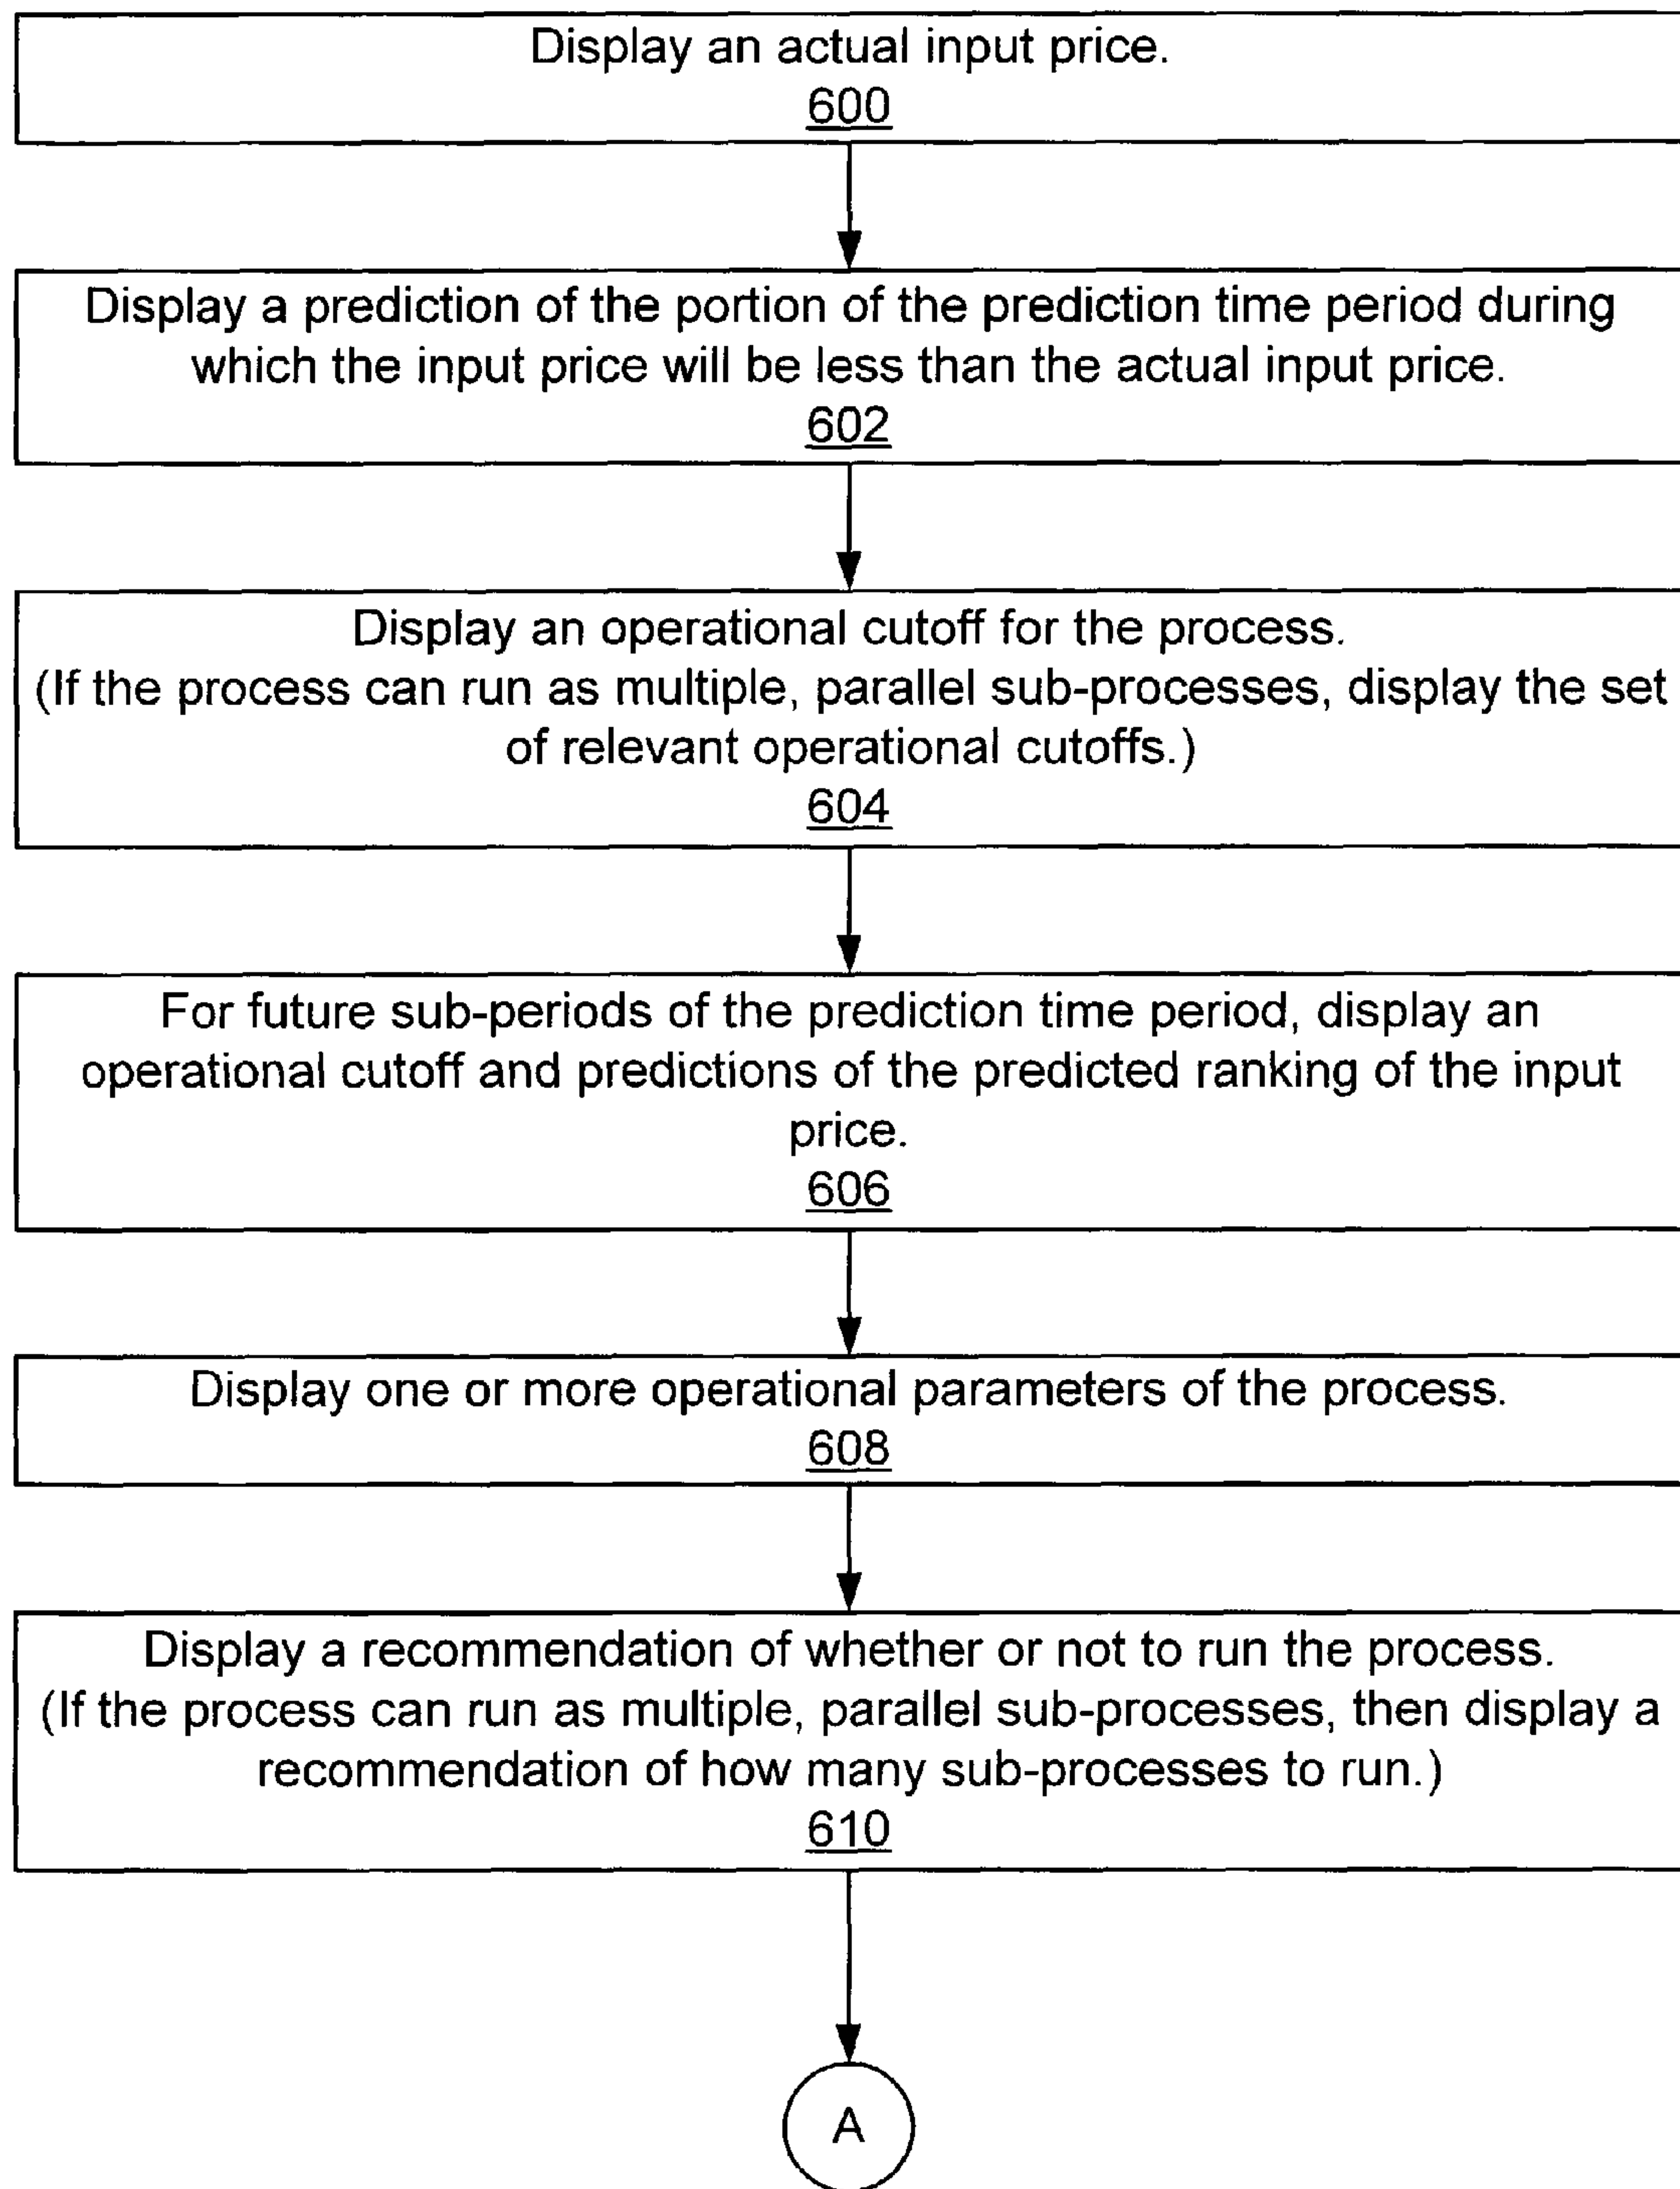 Display an actual input price.
600
Display a prediction of the portion of the prediction time period during
which the input price will be less than the actual input price.
602
Display an operational cutoff for the process.
(If the process can run as multiple, parallel sub-processes, display the set
of relevant operational cutoffs.)
604
For future sub-periods of the prediction time period, display an
operational cutoff and predictions of the predicted ranking of the input
price.
606
Display one or more operational parameters of the process.
608
Display a recommendation of whether or not to run the process.
(If the process can run as multiple, parallel sub-processes, then display a
recommendation of how many sub-processes to run.)
610
A